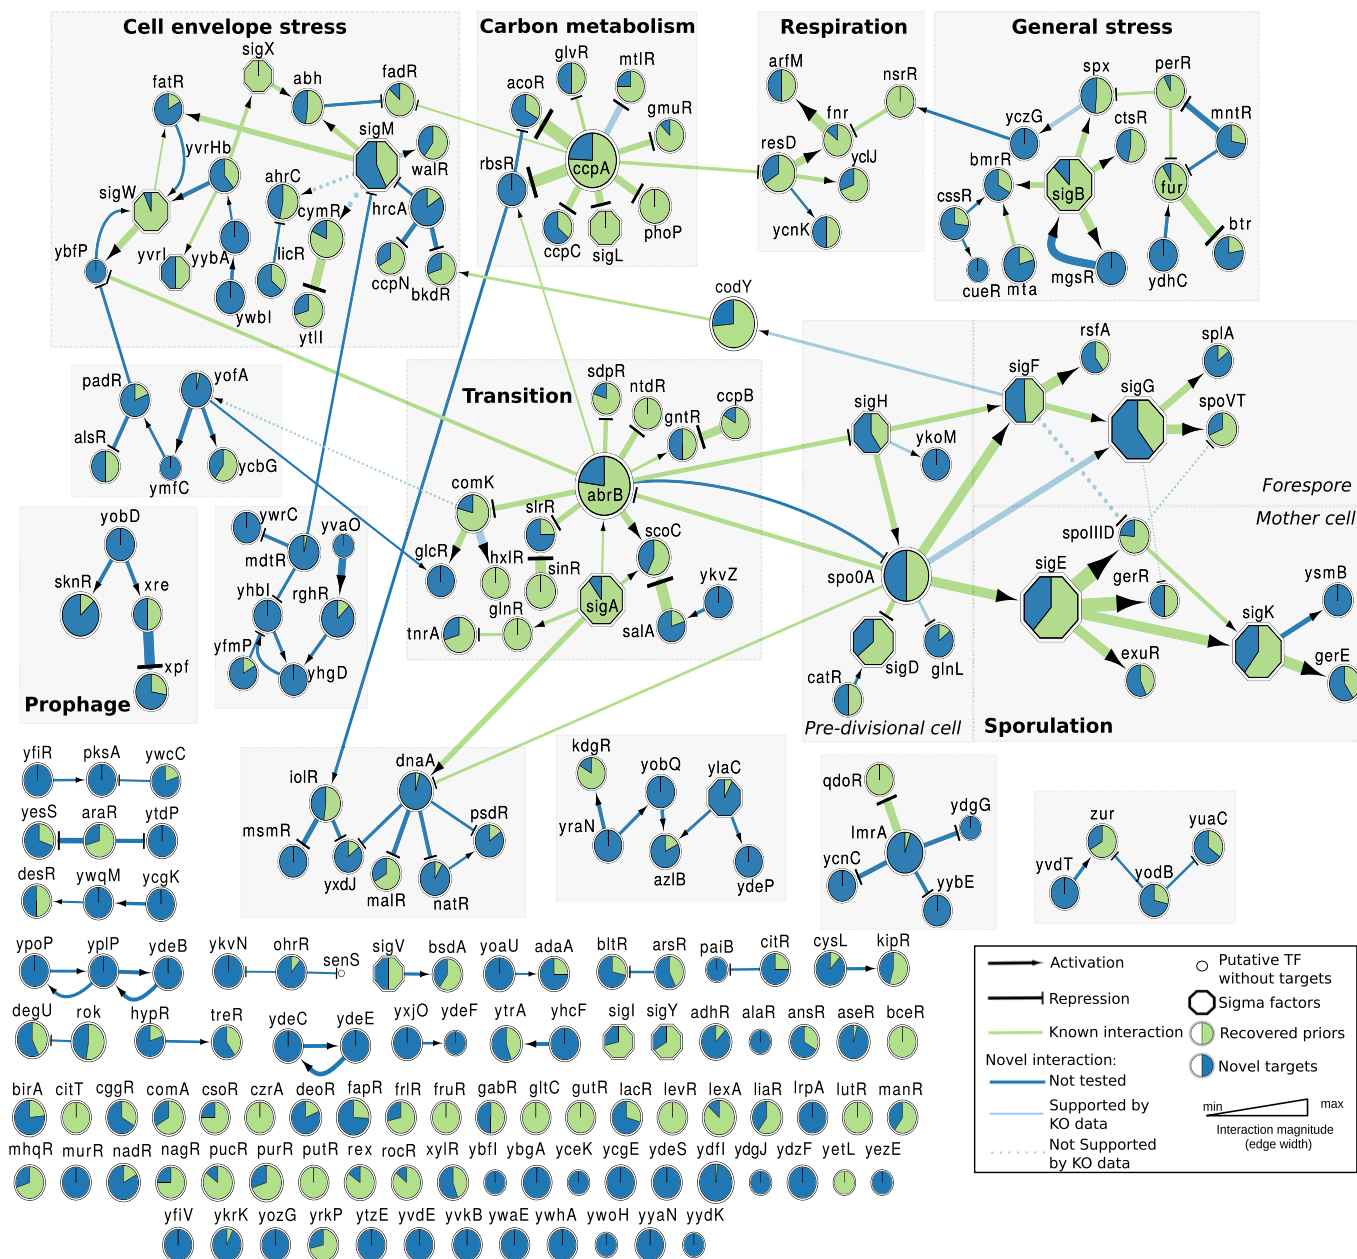 Cell envelope stress
Carbon metabolism
Respiration
General stress
sigX
fatR
abh
fadR
sigM
yvrHb
walR
ahrC
sigW
cymR
hrcA
ybfP
yvrI
yybA
licR
ccpN
bkdR
ywbI
ytlI
glvR
mtlR
acoR
gmuR
rbsR
ccpA
phoP
ccpC
sigL
arfM
nsrR
fnr
resD
yclJ
ycnK
spx
perR
yczG
ctsR
mntR
bmrR
sigB
fur
cssR
btr
cueR
mta
mgsR
ydhC
codY
padR
yofA
alsR
ymfC
ycbG
Transition
sdpR
ntdR
gntR
ccpB
abrB
comK
slrR
scoC
glcR
hxlR
sinR
ykvZ
sigA
glnR
tnrA
salA
sigH
ykoM
spo0A
sigD
glnL
catR
Pre-divisional cell
rsfA
splA
sigF
sigG
spoVT
Forespore
Mother cell
spoIIID
sigE
gerR
ysmB
sigK
exuR
gerE
Sporulation
yobD
sknR
xre
xpf
Prophage
ywrC
yvaO
mdtR
yhbI
rghR
yfmP
yhgD
iolR
dnaA
msmR
psdR
yxdJ
malR
natR
kdgR
yobQ
ylaC
yraN
azlB
ydeP
qdoR
ydgG
lmrA
ycnC
yybE
zur
yuaC
yvdT
yodB
yfiR pksA ywcC
yesS araR ytdP
desR ywqM ycgK
ypoP yplP ydeB ykvN ohrR senS sigV bsdA yoaU adaA bltR arsR paiB citR cysL kipR
degU rok hypR treR ydeC ydeE yxjO ydeF ytrA yhcF sigI sigY adhR alaR ansR aseR bceR
birA citT cggR comA csoR czrA deoR fapR frlR fruR gabR gltC gutR lacR levR lexA liaR lrpA lutR manR
mhqR murR nadR nagR pucR purR putR rex rocR xylR ybfI ybgA yceK ycgE ydeS ydfI ydgJ ydzF yetL yezE
yfiV ykrK yozG yrkP ytzE yvdE yvkB ywaE ywhA ywoH yyaN yydK
Activation
Repression
Known interaction
Novel interaction:
Not tested
Supported by
KO data
Not Supported
by KO data
Putative TF
without targets
Sigma factors
Recovered priors
Novel targets
min
max
Interaction magnitude
(edge width)